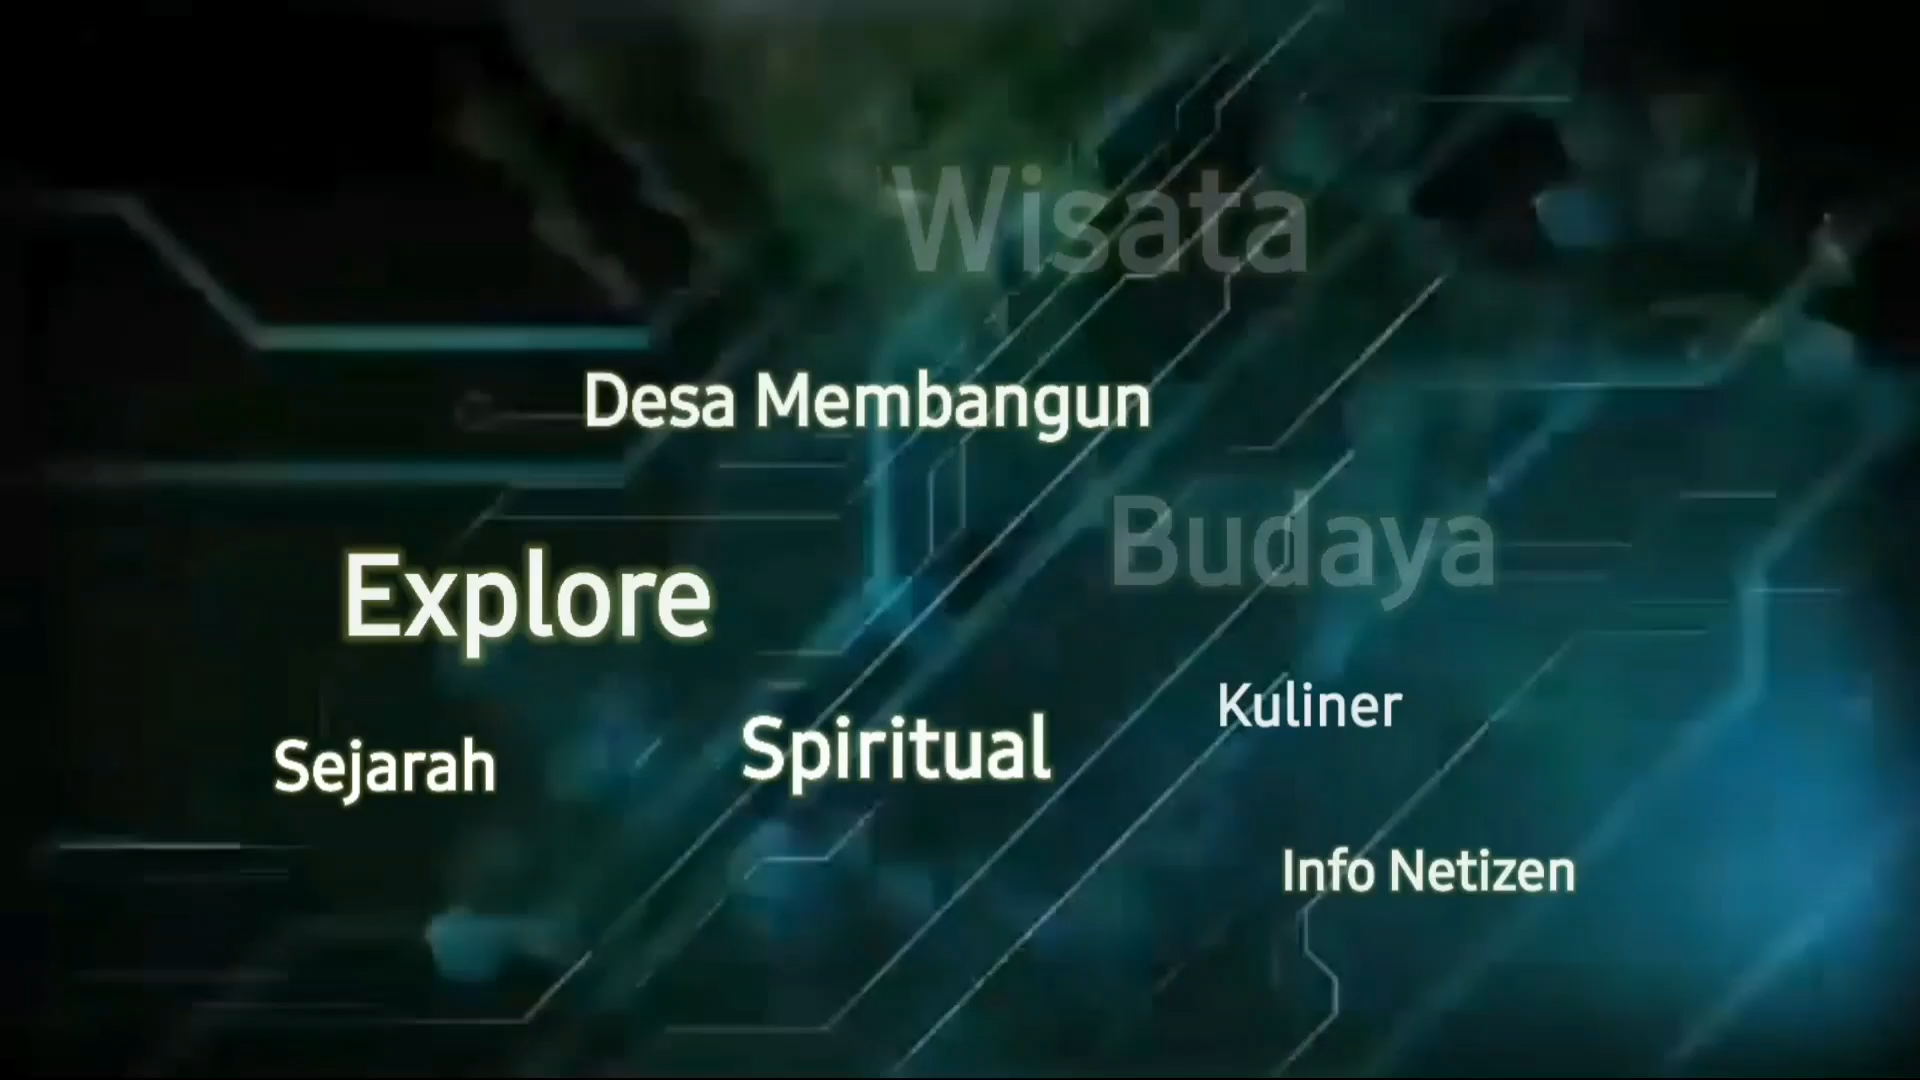 Wisata
Desa Membangun
Budaya
Explore
Kuliner
Spiritual
Sejarah
Info Netizen